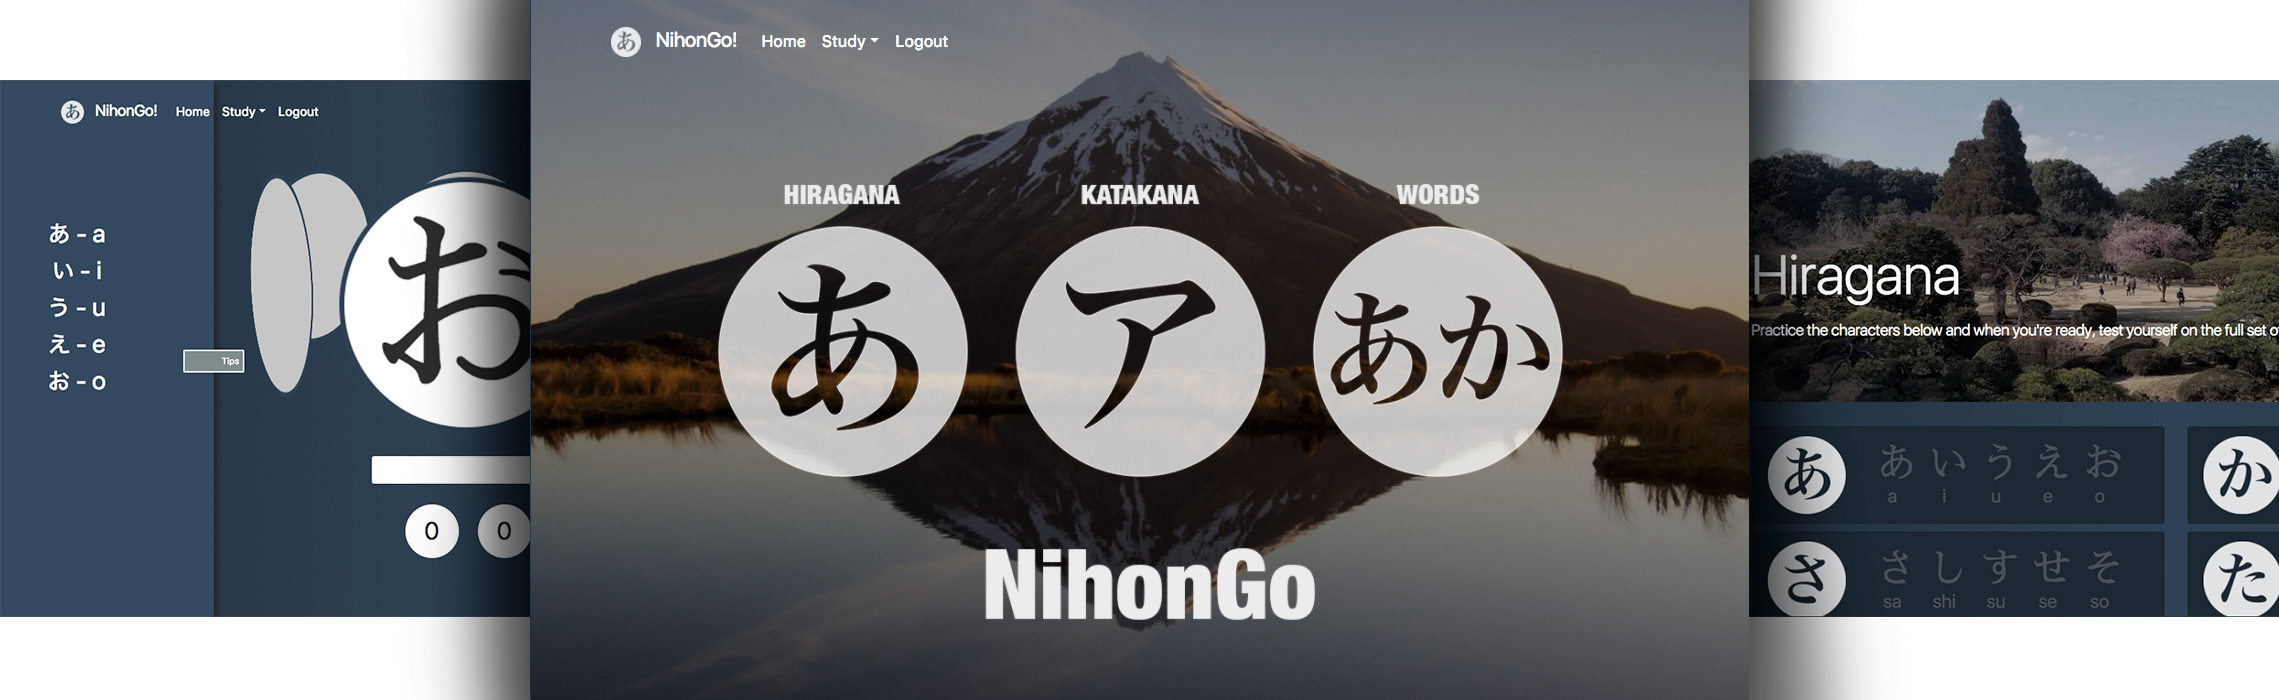 NihonGo! Home Study Logout
あ - a
い - i
う - u
え - e
お - o
Tips
お
0 0
NihonGo! Home Study Logout
HIRAGANA KATAKANA WORDS
あ ア あか
NihonGo
Hiragana
Practice the characters below and when you're ready, test yourself on the full set
あ あ い う え お か
a i u e o
さ さ し す せ そ た
sa shi su se so